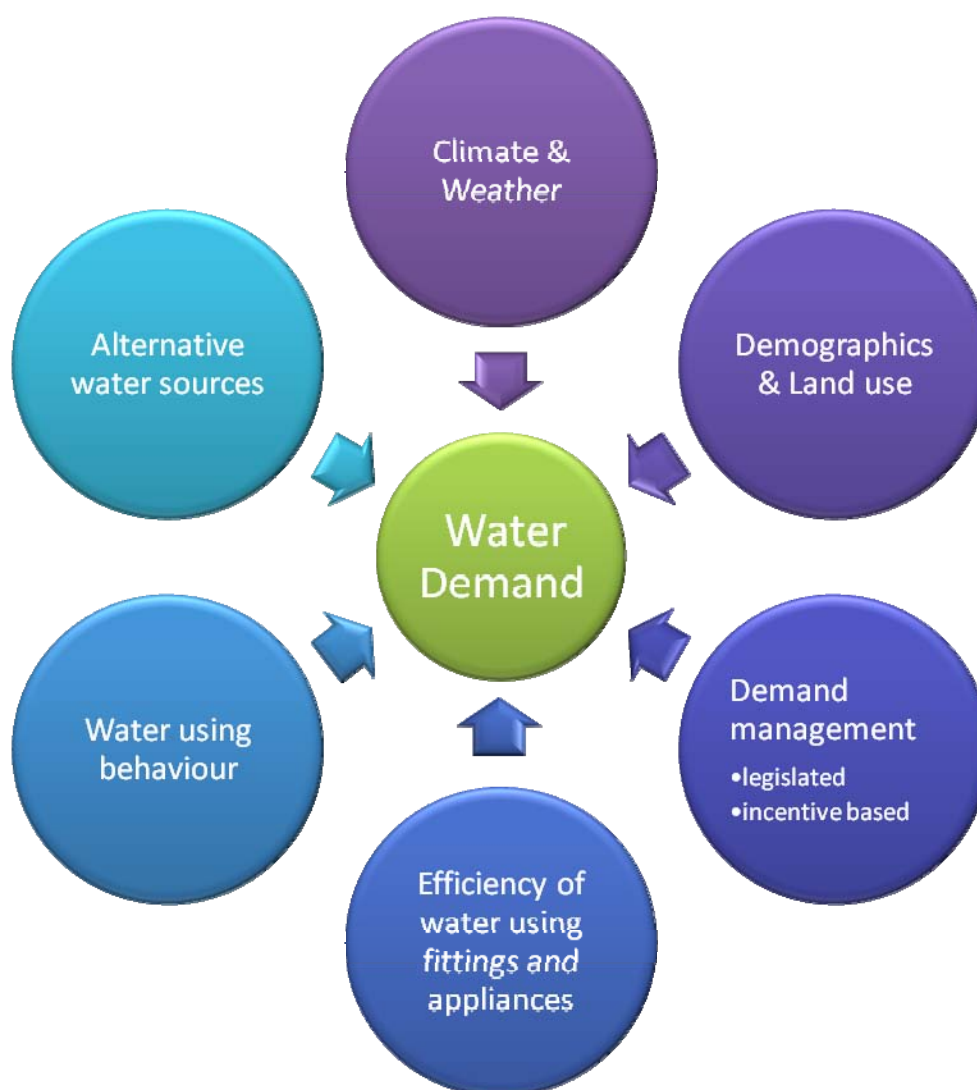 Climate &
Weather
Demographics
& Land use
Demand
management
•legislated
•incentive based
Efficiency of
water using
fittings and
appliances
Water using
behaviour
Alternative
water sources
Water
Demand